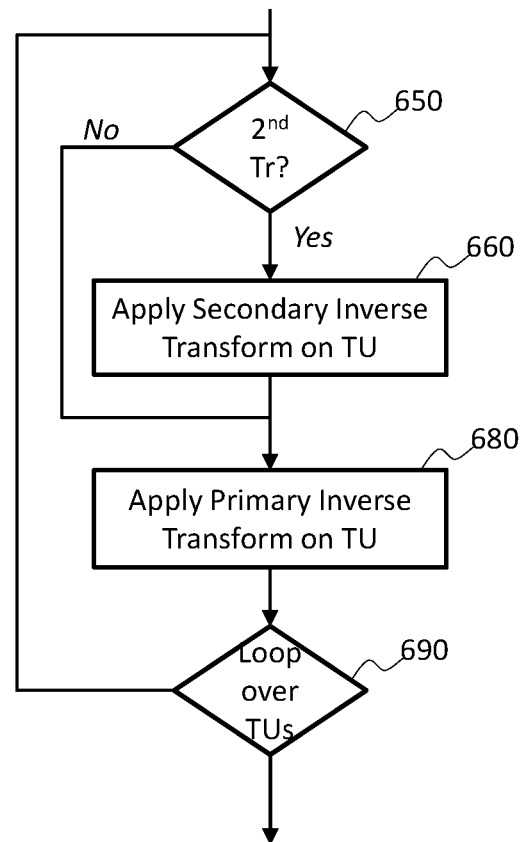 650
2nd
Tr?
No
Yes
660
Apply Secondary Inverse
Transform on TU
680
Apply Primary Inverse
Transform on TU
690
Loop
over
TUs